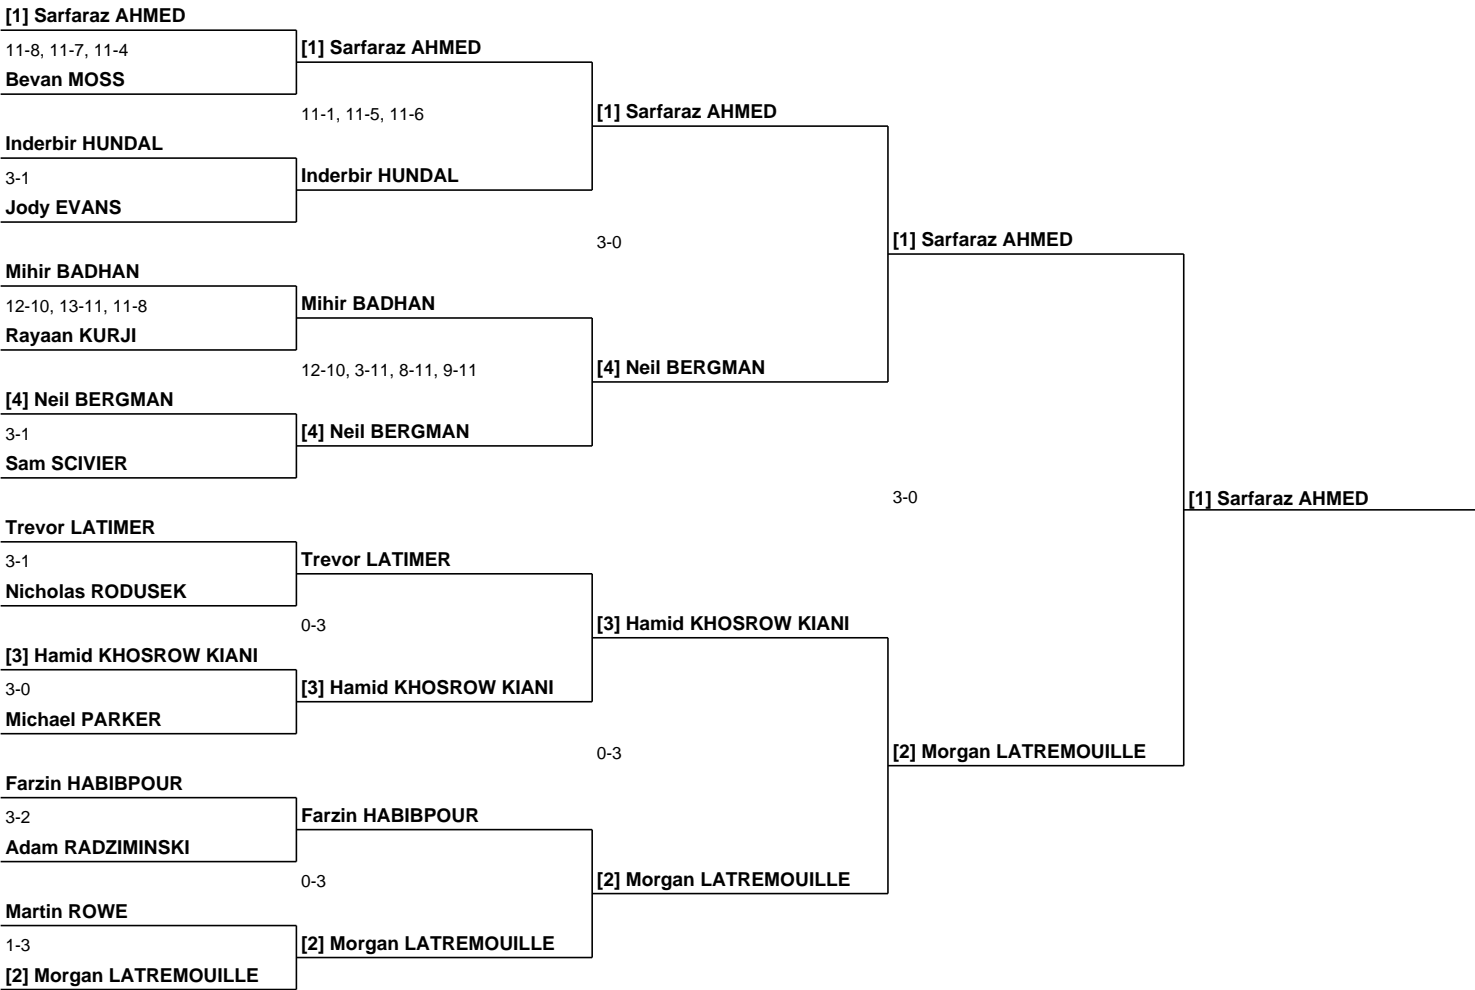 [1] Sarfaraz AHMED
11-8, 11-7, 11-4
Bevan MOSS
Inderbir HUNDAL
3-1
Jody EVANS
Mihir BADHAN
12-10, 13-11, 11-8
Rayaan KURJI
[4] Neil BERGMAN
3-1
Sam SCIVIER
Trevor LATIMER
3-1
Nicholas RODUSEK
[3] Hamid KHOSROW KIANI
3-0
Michael PARKER
Farzin HABIBPOUR
3-2
Adam RADZIMINSKI
Martin ROWE
1-3
[2] Morgan LATREMOUILLE
[1] Sarfaraz AHMED
11-1, 11-5, 11-6
Inderbir HUNDAL
Mihir BADHAN
12-10, 3-11, 8-11, 9-11
[4] Neil BERGMAN
Trevor LATIMER
0-3
[3] Hamid KHOSROW KIANI
Farzin HABIBPOUR
0-3
[2] Morgan LATREMOUILLE
[1] Sarfaraz AHMED
3-0
[4] Neil BERGMAN
[3] Hamid KHOSROW KIANI
0-3
[2] Morgan LATREMOUILLE
[1] Sarfaraz AHMED
3-0
[2] Morgan LATREMOUILLE
[1] Sarfaraz AHMED